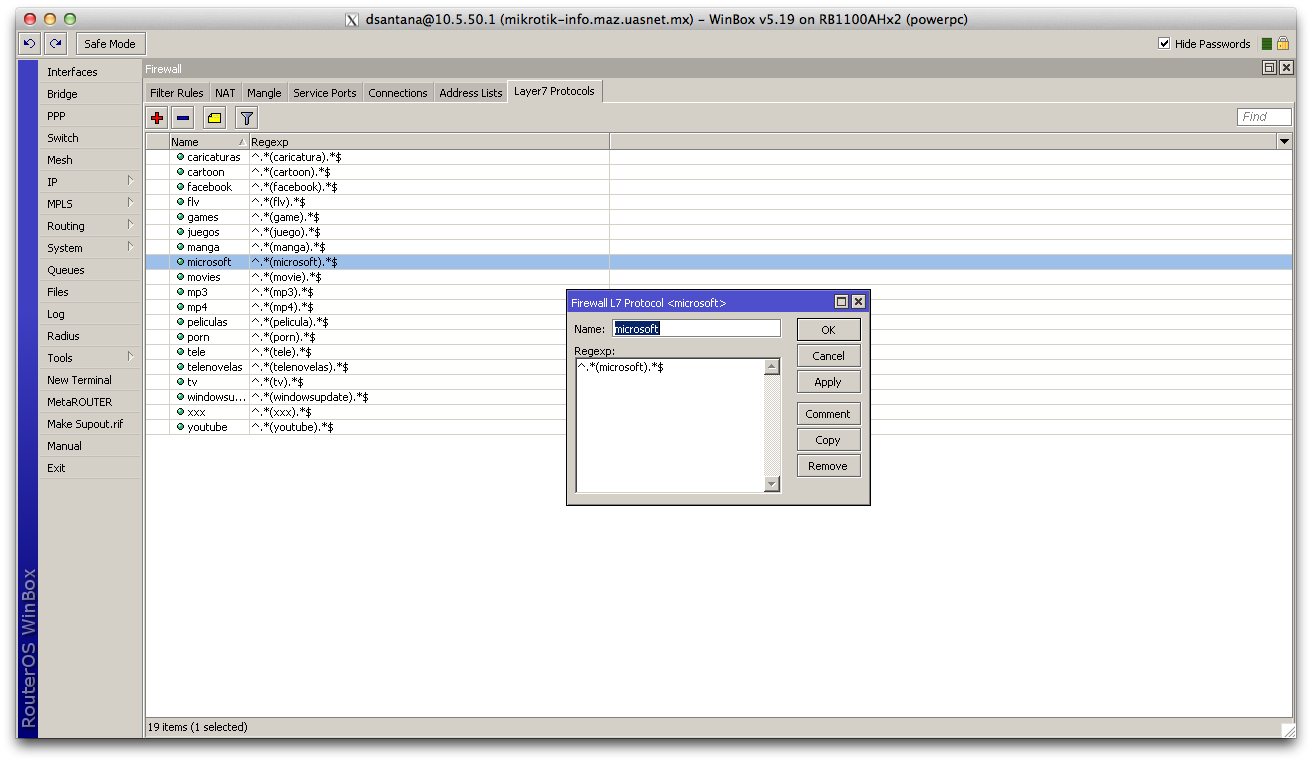 dsantana@10.5.50.1 (mikrotik-info.maz.uasnet.mx) - WinBox v5.19 on RB1100AHx2 (powerpc)
Safe Mode
Hide Passwords
Interfaces
Bridge
PPP
Switch
Mesh
IP
MPLS
Routing
System
Queues
Files
Log
Radius
Tools
New Terminal
MetaROUTER
Make Supout.rif
Manual
Exit
RouterOS WinBox
Firewall
Filter Rules NAT Mangle Service Ports Connections Address Lists Layer7 Protocols
Find
Name Regexp
caricaturas ^.*(caricatura).*$
cartoon ^.*(cartoon).*$
facebook ^.*(facebook).*$
flv ^.*(flv).*$
games ^.*(game).*$
juegos ^.*(juego).*$
manga ^.*(manga).*$
microsoft ^.*(microsoft).*$
movies ^.*(movie).*$
mp3 ^.*(mp3).*$
mp4 ^.*(mp4).*$
peliculas ^.*(pelicula).*$
porn ^.*(porn).*$
tele ^.*(tele).*$
telenovelas ^.*(telenovelas).*$
tv ^.*(tv).*$
windowsu... ^.*(windowsupdate).*$
xxx ^.*(xxx).*$
youtube ^.*(youtube).*$
Firewall L7 Protocol <microsoft>
Name: microsoft
Regexp:
^.*(microsoft).*$
OK
Cancel
Apply
Comment
Copy
Remove
19 items (1 selected)